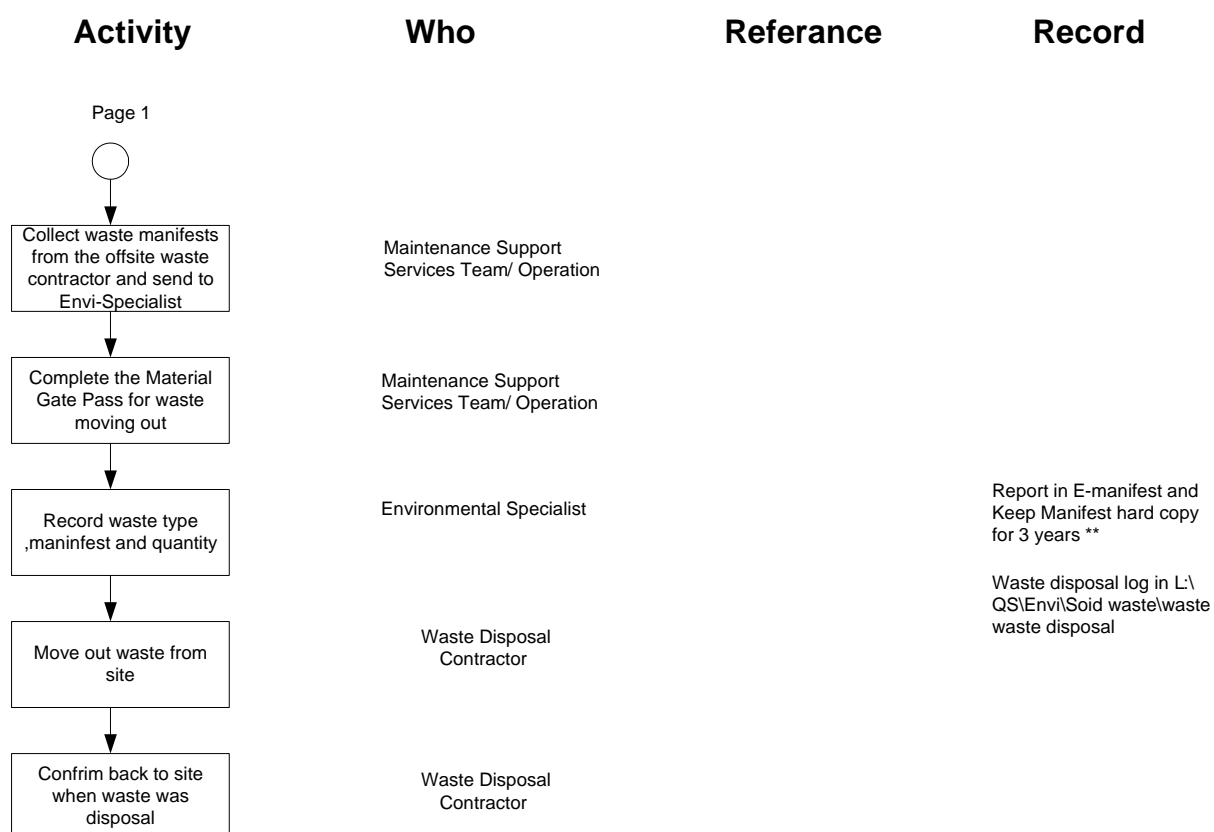 Activity
Who
Referance
Record
Page 1
Collect waste manifests
from the offsite waste
contractor and send to
Envi-Specialist
Maintenance Support
Services Team/ Operation
Complete the Material
Gate Pass for waste
moving out
Maintenance Support
Services Team/ Operation
Record waste type
,maninfest and quantity
Environmental Specialist
Report in E-manifest and
Keep Manifest hard copy
for 3 years **
Waste disposal log in L:\
QS\Envi\Soid waste\waste
waste disposal
Move out waste from
site
Waste Disposal
Contractor
Confrim back to site
when waste was
disposal
Waste Disposal
Contractor